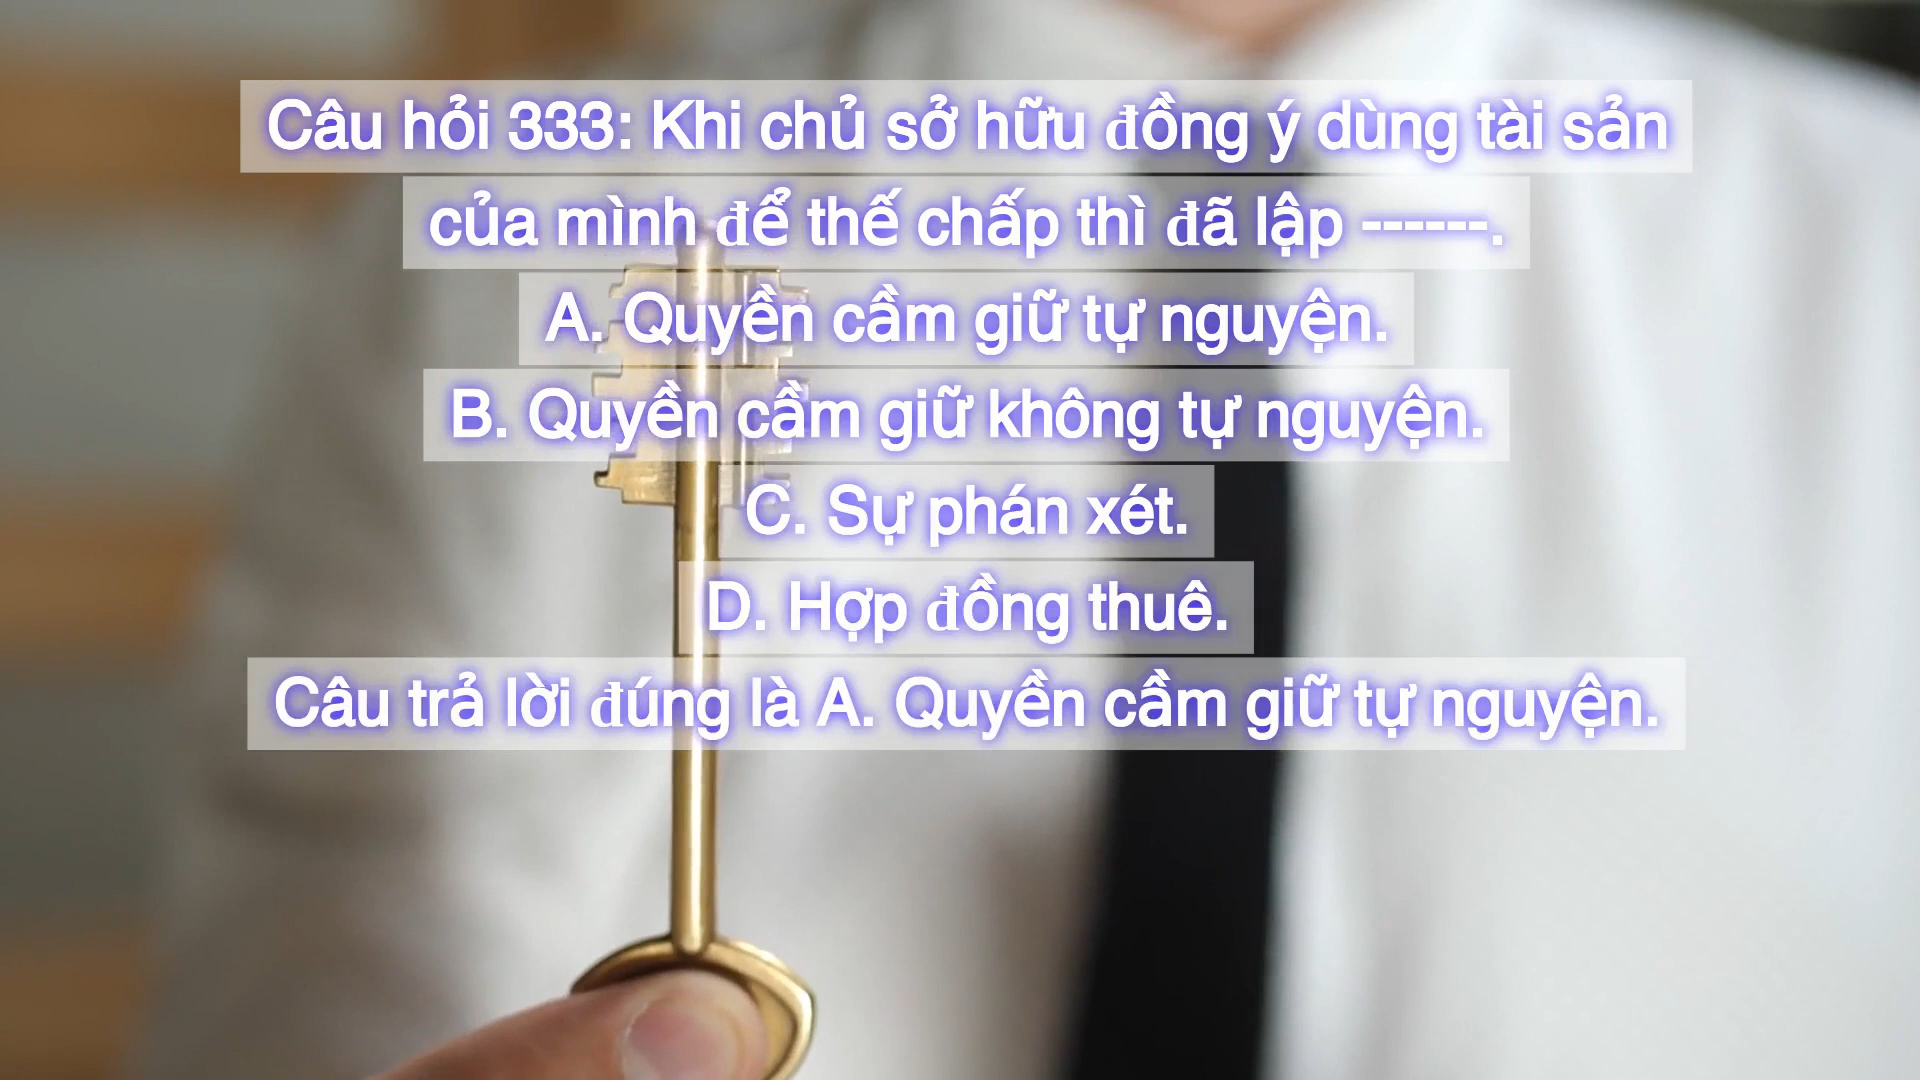 Câu hỏi 333: Khi chủ sở hữu đồng ý dùng tài sản
của mình để thế chấp thì đã lập ------.
A. Quyền cầm giữ tự nguyện.
B. Quyền cầm giữ không tự nguyện.
C. Sự phán xét.
D. Hợp đồng thuê.
Câu trả lời đúng là A. Quyền cầm giữ tự nguyện.